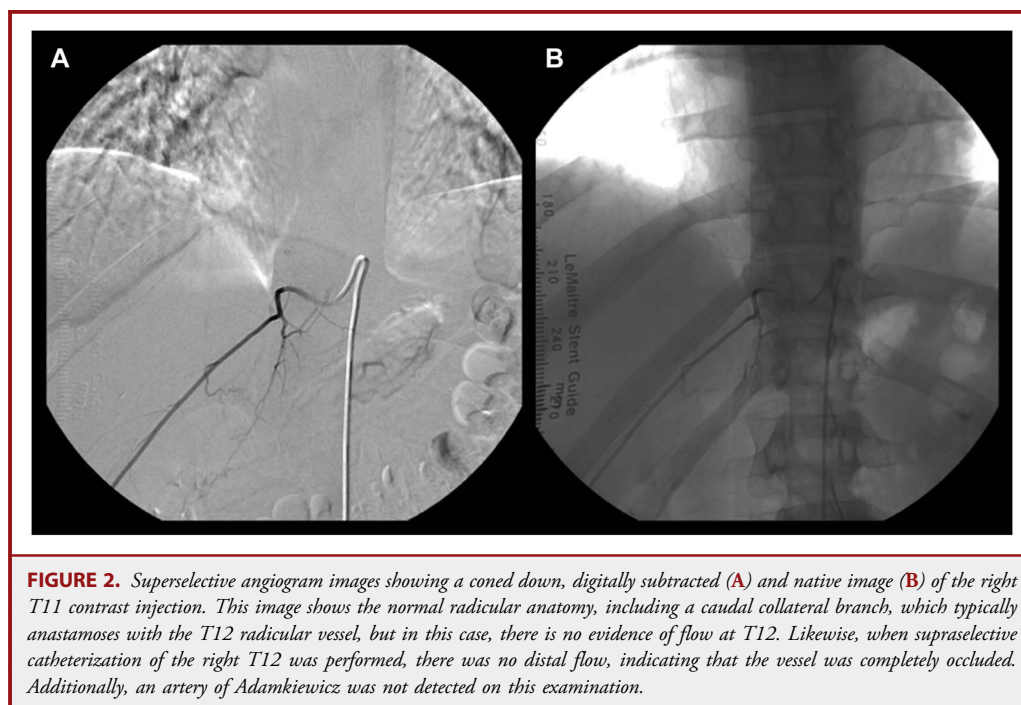 A
B
180
210
240
270
mm
LeMaitre Stent Guide
FIGURE 2. Superselective angiogram images showing a coned down, digitally subtracted (A) and native image (B) of the right
T11 contrast injection. This image shows the normal radicular anatomy, including a caudal collateral branch, which typically
anastamoses with the T12 radicular vessel, but in this case, there is no evidence of flow at T12. Likewise, when supraselective
catheterization of the right T12 was performed, there was no distal flow, indicating that the vessel was completely occluded.
Additionally, an artery of Adamkiewicz was not detected on this examination.